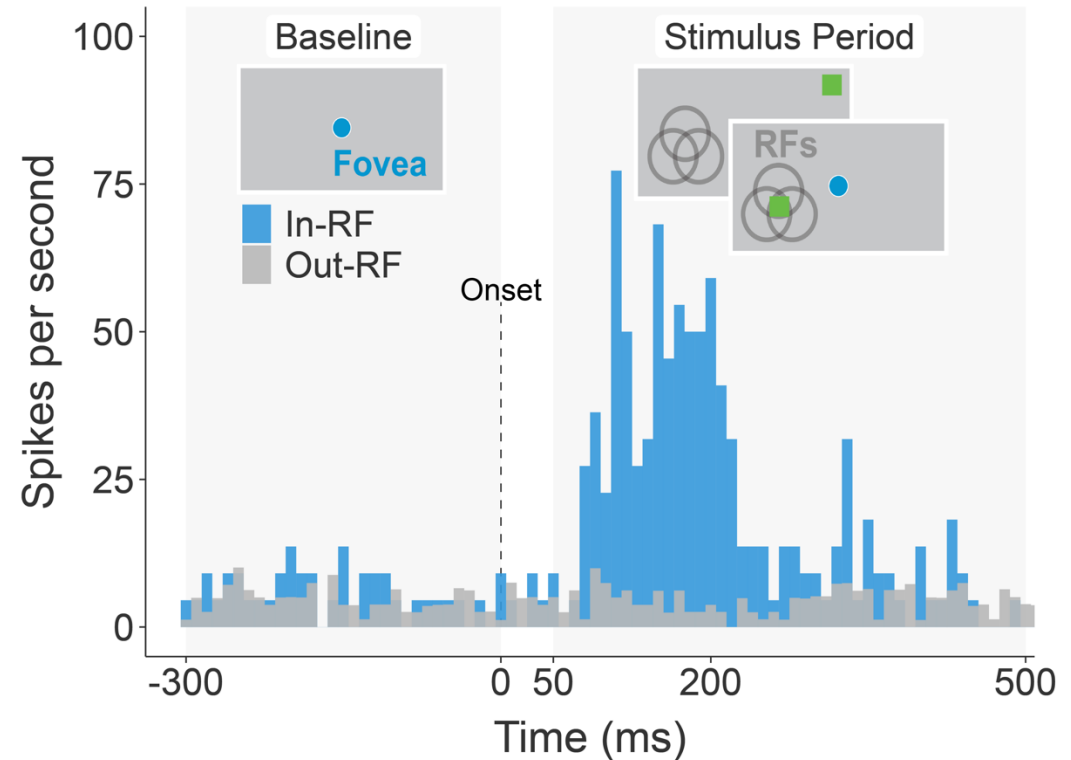 Baseline
Stimulus Period
Fovea
RFs
In-RF
Out-RF
Onset
Spikes per second
100
75
50
25
0
-300
0
50
200
500
Time (ms)